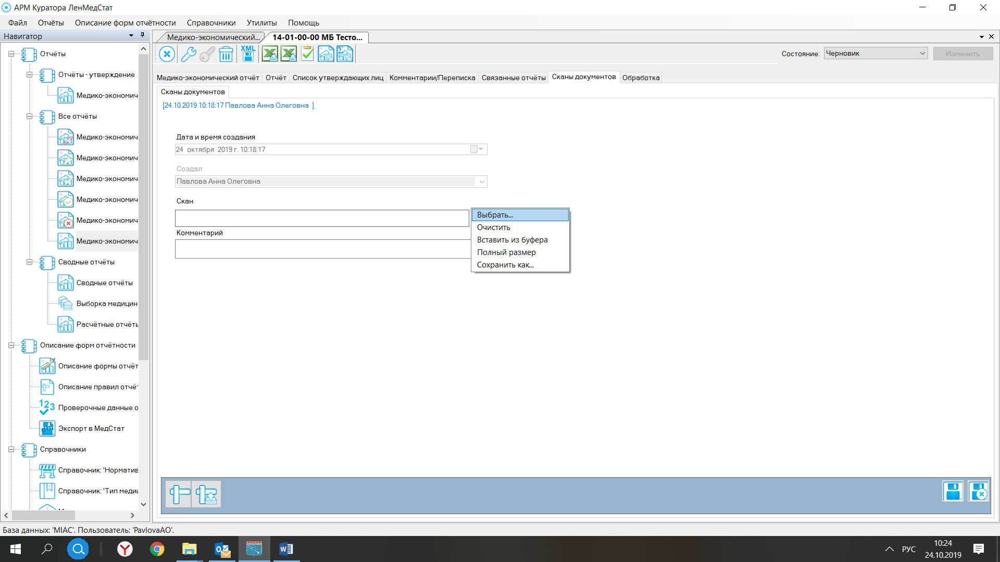 АРМ Куратора ЛенМедСтат
Файл Отчёты Описание форм отчётности Справочники Утилиты Помощь
Навигатор
Отчёты
Отчёты - утверждение
Медико-экономич
Все отчёты
Медико-экономич
Медико-экономич
Медико-экономич
Медико-экономич
Медико-экономич
Медико-экономич
Сводные отчёты
Сводные отчёты
Выборка медицин
Расчётные отчёть
Описание форм отчётности
Описание формы отчёт
Описание правил отчё
123
Проверочные данные о
dbf
Экспорт в МедСтат
Справочники
Справочник: 'Норматив
Справочник: 'Тип меди
Медико-экономический... 14-01-00-00 МБ Тесто...
XML
Состояние: Черновик Изменить
Медико-экономический отчёт Отчёт Список утверждающих лиц Комментарии/Переписка Связанные отчёты Сканы документов Обработка
Сканы документов
[24.10.2019 10:18:17 Павлова Анна Олеговна ]
Дата и время создания
24 октября 2019 г. 10:18:17
Создал
Павлова Анна Олеговна
Скан
Комментарий
Выбрать...
Очистить
Вставить из буфера
Полный размер
Сохранить как...
База данных: 'MIAC'. Пользователь: 'PavlovaAO'.
РУС
10:24
24.10.2019